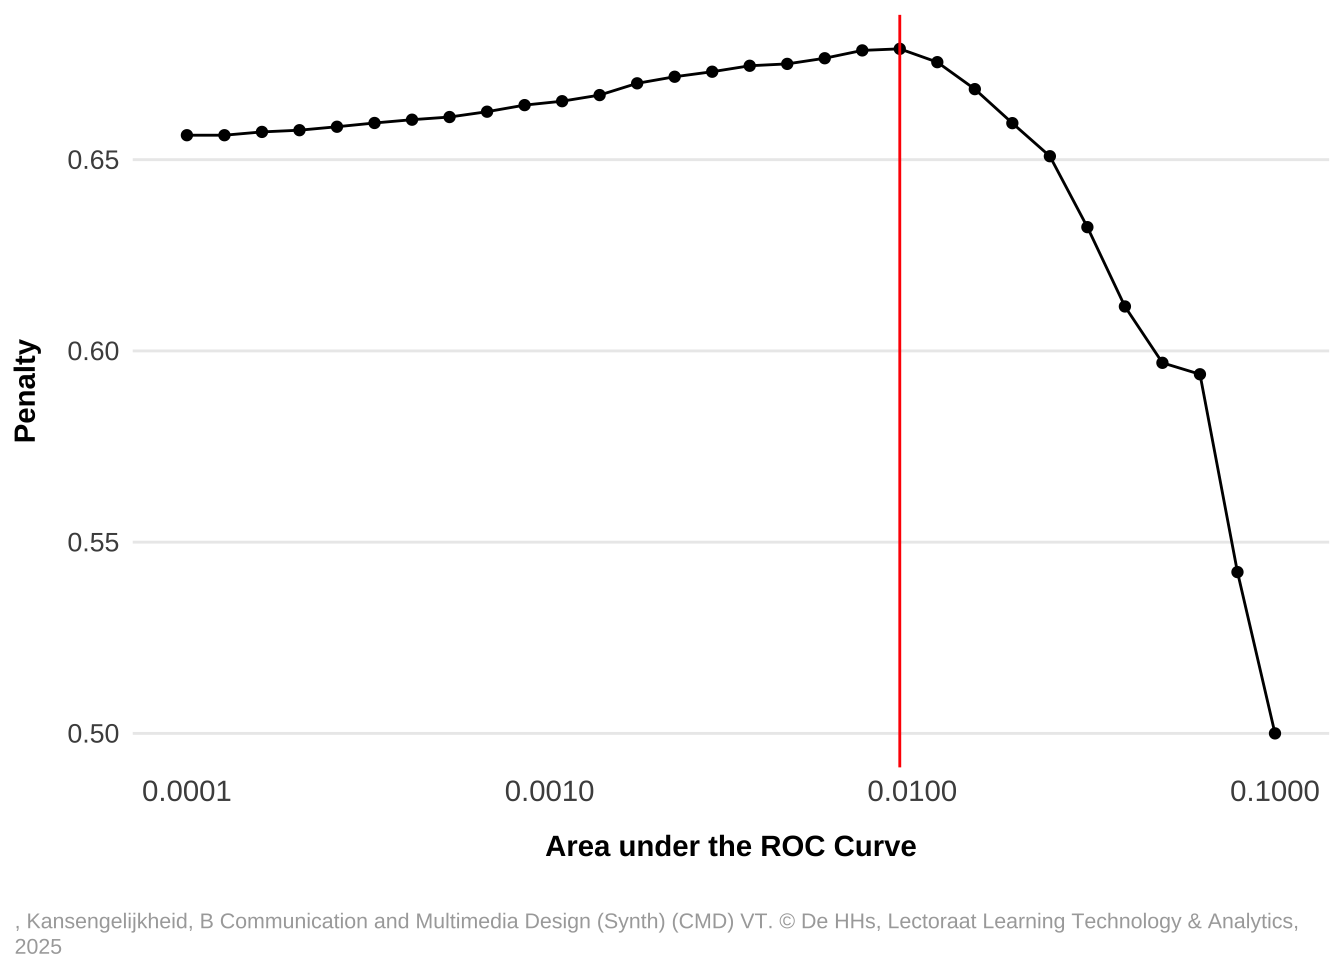 0.65
0.60
0.55
0.50
Penalty
0.0001 0.0010 0.0100 0.1000
Area under the ROC Curve
, Kansengelijkheid, B Communication and Multimedia Design (Synth) (CMD) VT. © De HHs, Lectoraat Learning Technology & Analytics,
2025